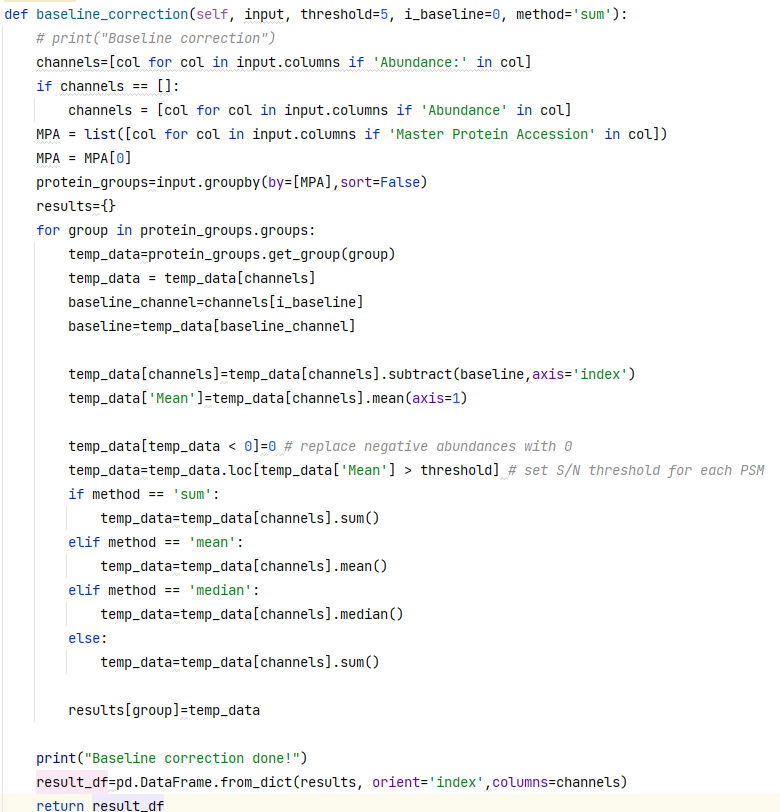 def baseline_correction(self, input, threshold=5, i_baseline=0, method='sum'):
    # print("Baseline correction")
    channels=[col for col in input.columns if 'Abundance:' in col]
    if channels == []:
        channels = [col for col in input.columns if 'Abundance' in col]
    MPA = list([col for col in input.columns if 'Master Protein Accession' in col])
    MPA = MPA[0]
    protein_groups=input.groupby(by=[MPA],sort=False)
    results={}
    for group in protein_groups.groups:
        temp_data=protein_groups.get_group(group)
        temp_data = temp_data[channels]
        baseline_channel=channels[i_baseline]
        baseline=temp_data[baseline_channel]

        temp_data[channels]=temp_data[channels].subtract(baseline,axis='index')
        temp_data['Mean']=temp_data[channels].mean(axis=1)

        temp_data[temp_data < 0]=0 # replace negative abundances with 0
        temp_data=temp_data.loc[temp_data['Mean'] > threshold] # set S/N threshold for each PSM
        if method == 'sum':
            temp_data=temp_data[channels].sum()
        elif method == 'mean':
            temp_data=temp_data[channels].mean()
        elif method == 'median':
            temp_data=temp_data[channels].median()
        else:
            temp_data=temp_data[channels].sum()

        results[group]=temp_data

    print("Baseline correction done!")
    result_df=pd.DataFrame.from_dict(results, orient='index',columns=channels)
    return result_df